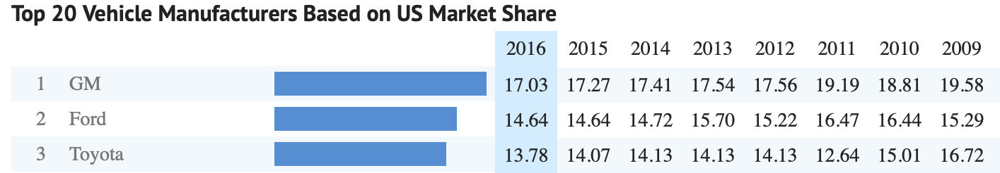 Top 20 Vehicle Manufacturers Based on US Market Share
2016 2015 2014 2013 2012 2011 2010 2009
1 GM 17.03 17.27 17.41 17.54 17.56 19.19 18.81 19.58
2 Ford 14.64 14.64 14.72 15.70 15.22 16.47 16.44 15.29
3 Toyota 13.78 14.07 14.13 14.13 14.13 12.64 15.01 16.72